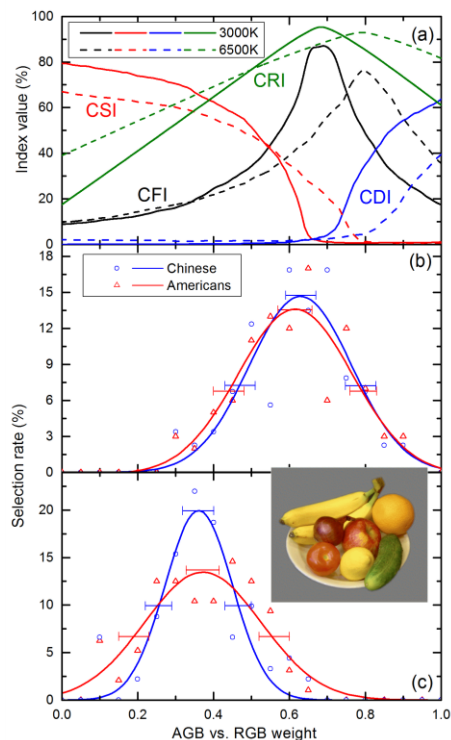 3000K
6500K
(a)
100
80
60
40
20
0
Index value (%)
CSI
CRI
CFI
CDI
(b)
Chinese
Americans
18
15
12
9
6
3
0
Selection rate (%)
20
15
10
5
0
(c)
0.0 0.2 0.4 0.6 0.8 1.0
AGB vs. RGB weight